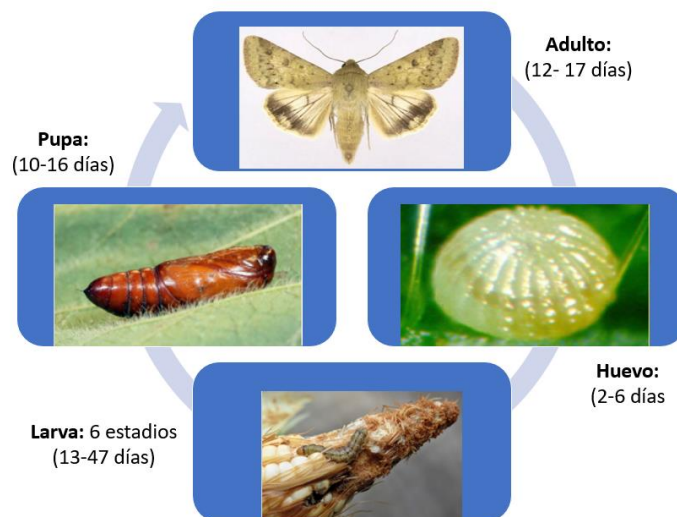 Adulto:
(12- 17 días)
Pupa:
(10-16 días)
Huevo:
(2-6 días
Larva: 6 estadios
(13-47 días)